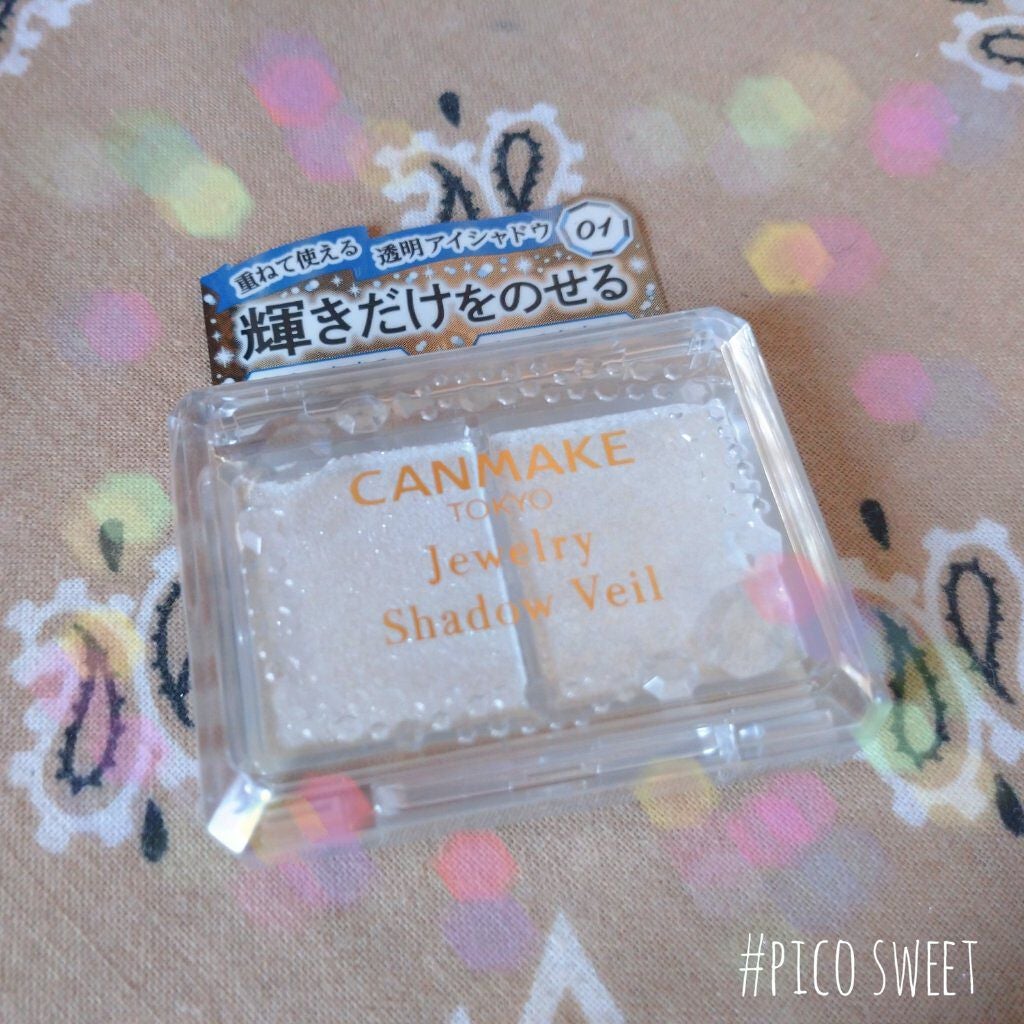 重ねて使える 透明アイシャドウ 01
輝きだけをのせる
CANMAKE
TOKYO
Jewelry
Shadow Veil
#PICO SWEET